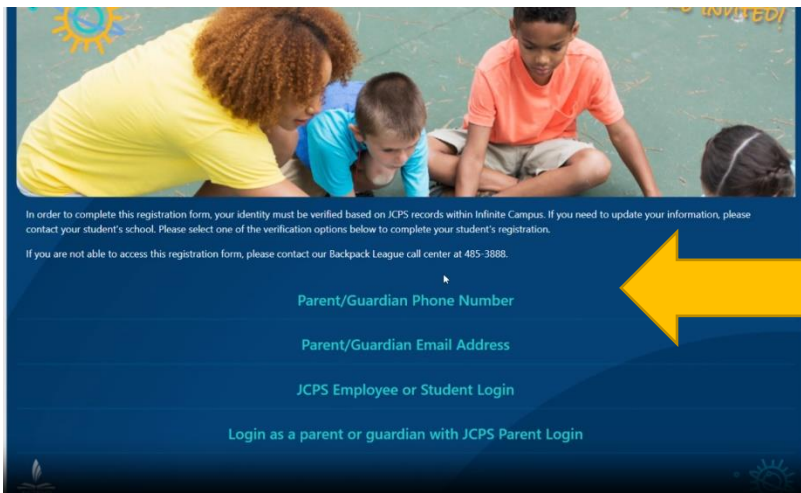 INVITED!
In order to complete this registration form, your identity must be verified based on JCPS records within Infinite Campus. If you need to update your information, please
contact your student's school. Please select one of the verification options below to complete your student's registration.
If you are not able to access this registration form, please contact our Backpack League call center at 485-3888.
Parent/Guardian Phone Number
Parent/Guardian Email Address
JCPS Employee or Student Login
Login as a parent or guardian with JCPS Parent Login